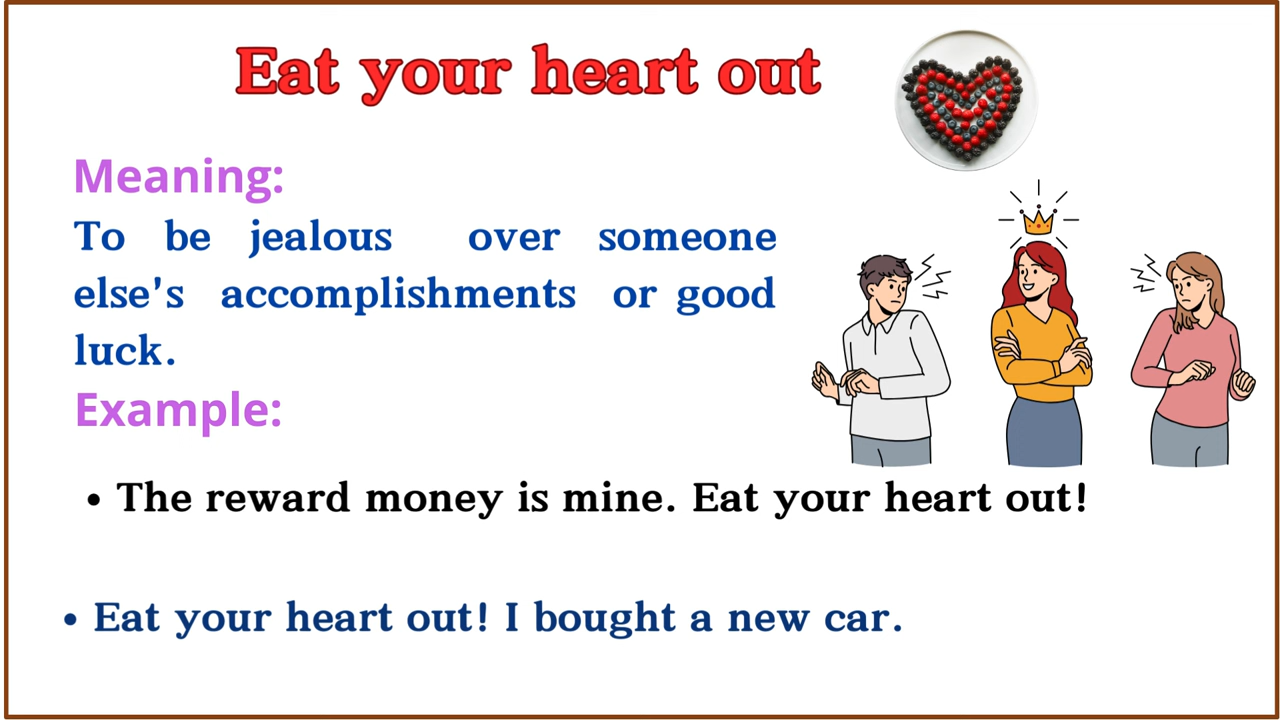 Eat your heart out
Meaning:
To be jealous over someone
else's accomplishments or good
luck.
Example:
• The reward money is mine. Eat your heart out!
• Eat your heart out! I bought a new car.